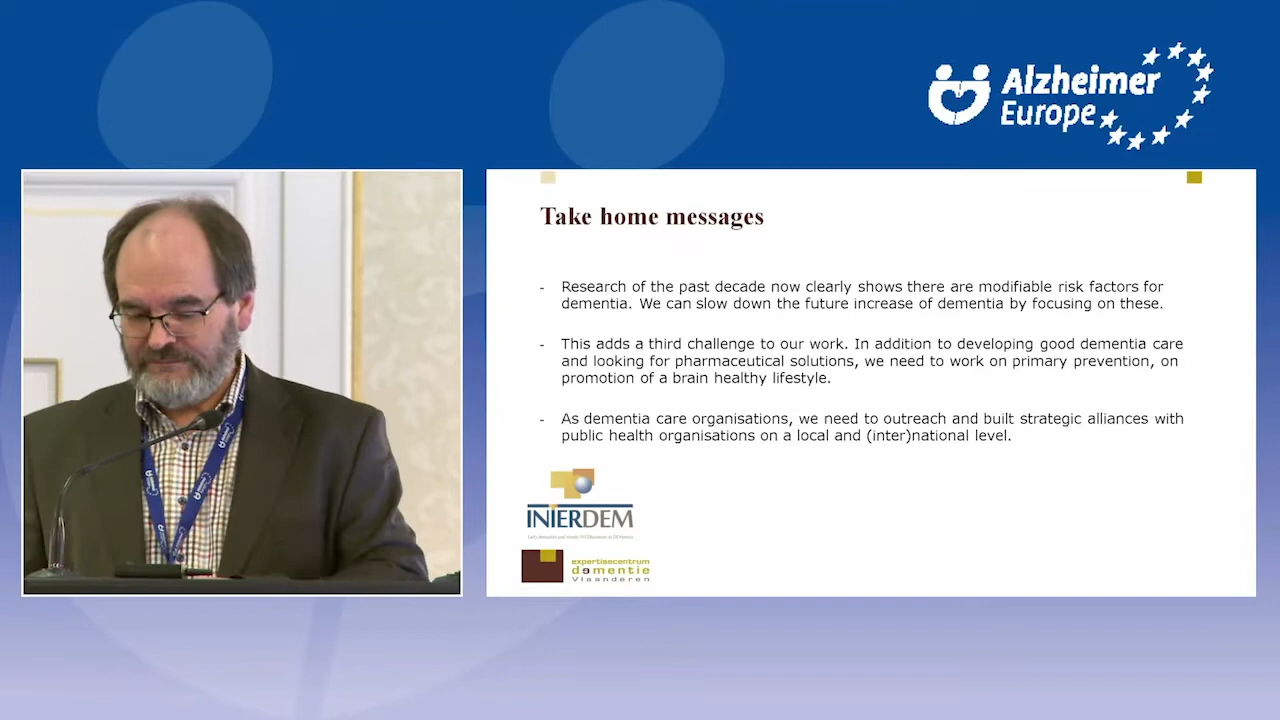 Alzheimer
Europe
Take home messages
- Research of the past decade now clearly shows there are modifiable risk factors for
dementia. We can slow down the future increase of dementia by focusing on these.
- This adds a third challenge to our work. In addition to developing good dementia care
and looking for pharmaceutical solutions, we need to work on primary prevention, on
promotion of a brain healthy lifestyle.
- As dementia care organisations, we need to outreach and built strategic alliances with
public health organisations on a local and (inter)national level.
INTERDEM
expertisecentrum
dementie
Vlaanderen